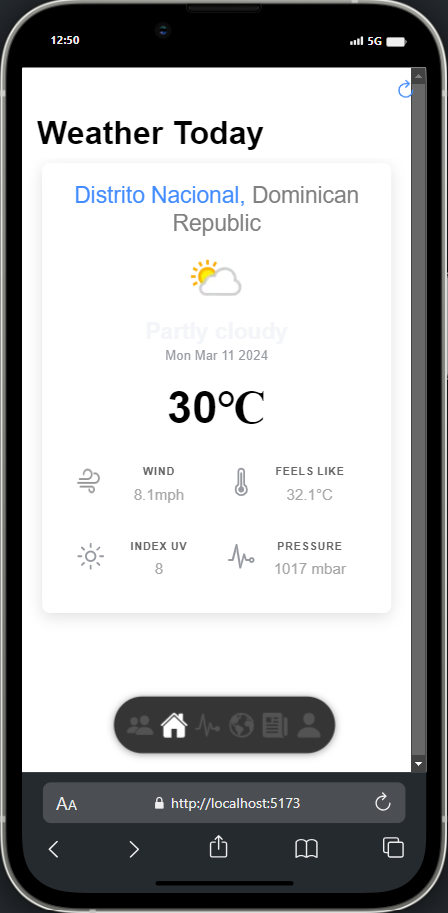 12:50
5G
Weather Today
Distrito Nacional, Dominican
Republic
Partly cloudy
Mon Mar 11 2024
30°C
WIND
8.1mph
FEELS LIKE
32.1°C
INDEX UV
8
PRESSURE
1017 mbar
AA
http://localhost:5173